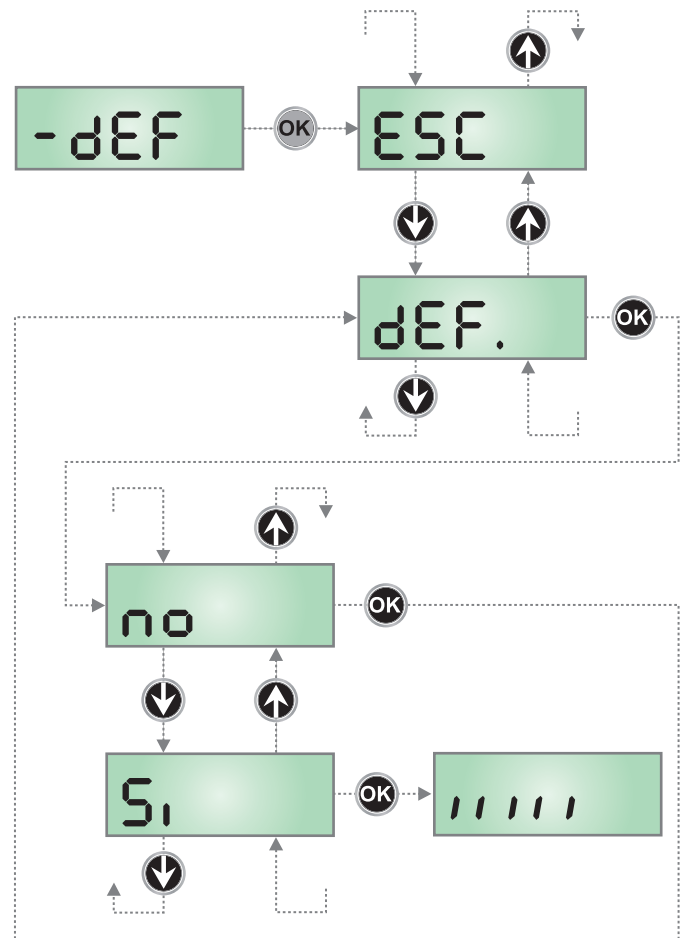 -dEF
OK
ESC
dEF.
OK
no
OK
Si
OK
ı ı ı ı ı